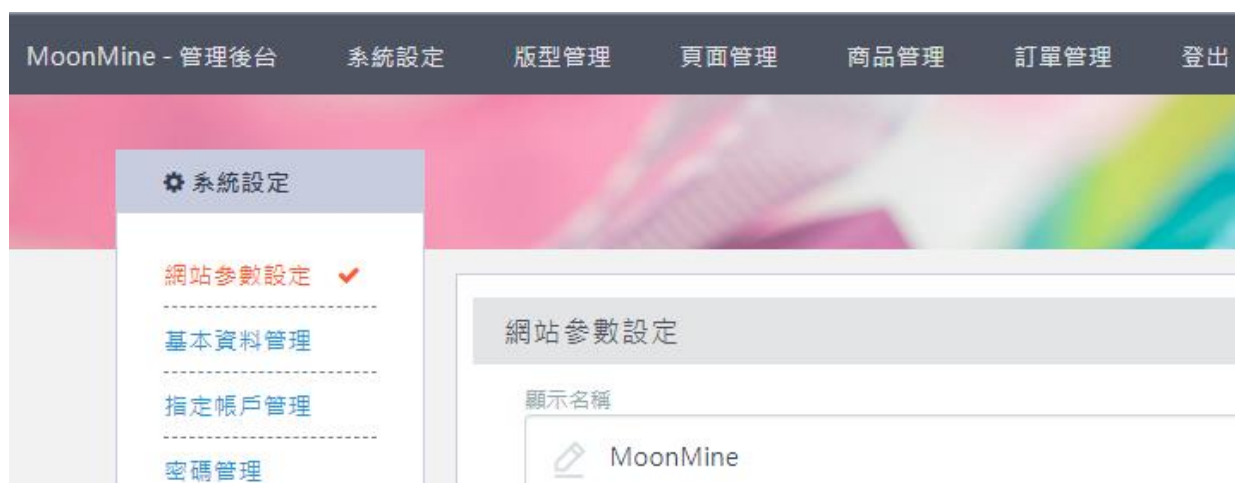 MoonMine - 管理後台 系統設定 版型管理 頁面管理 商品管理 訂單管理 登出
系統設定
網站參數設定
基本資料管理
指定帳戶管理
密碼管理
網站參數設定
顯示名稱
MoonMine